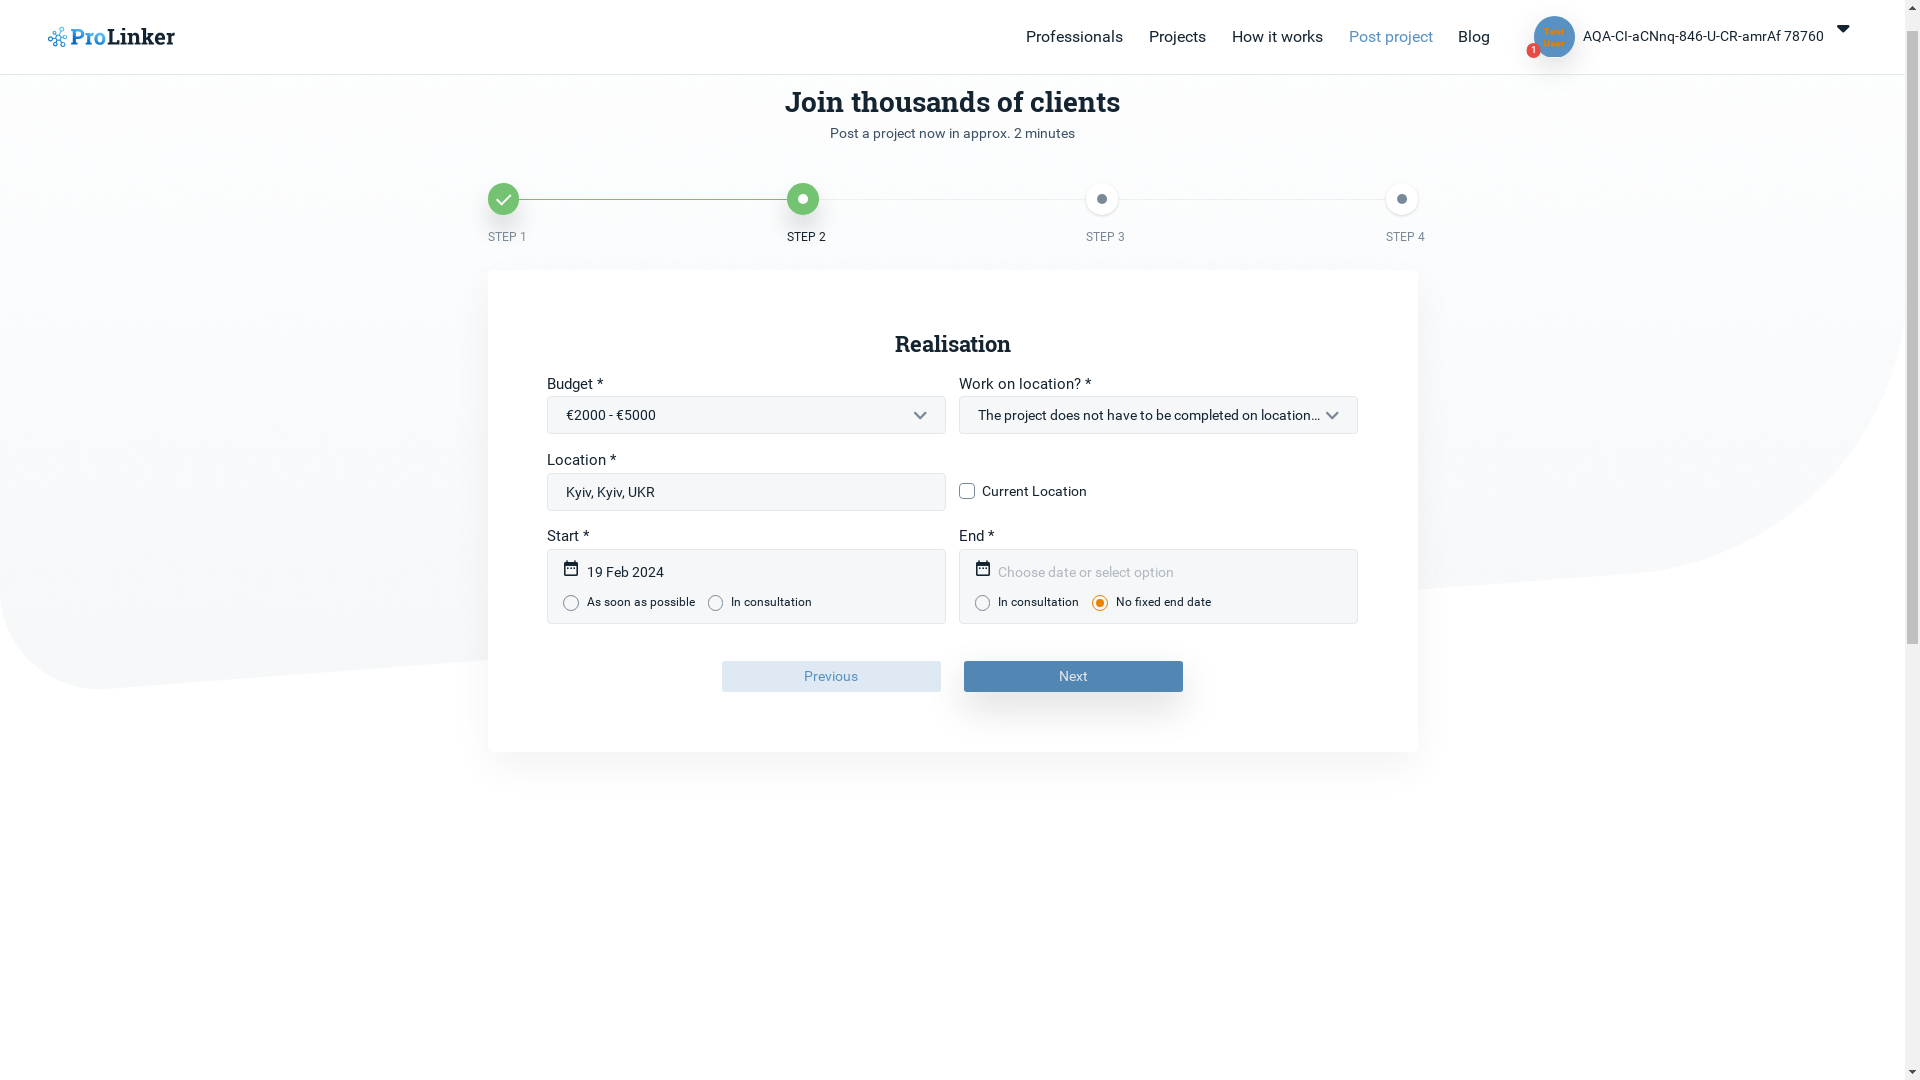 ProLinker
Professionals Projects How it works Post project Blog
1
Test User
AQA-CI-aCNnq-846-U-CR-amrAf 78760
Join thousands of clients
Post a project now in approx. 2 minutes
STEP 1 STEP 2 STEP 3 STEP 4
Realisation
Budget * Work on location? *
€2000 - €5000 The project does not have to be completed on location...
Location *
Kyiv, Kyiv, UKR Current Location
Start * End *
19 Feb 2024 Choose date or select option
As soon as possible In consultation In consultation No fixed end date
Previous Next